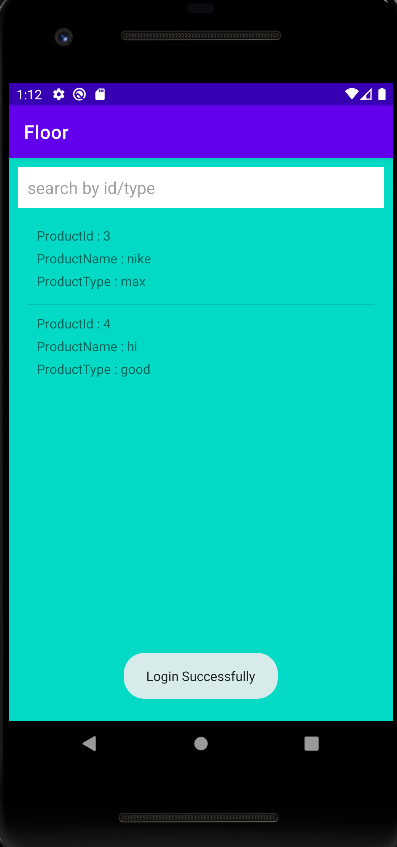 1:12
Floor
search by id/type
ProductId : 3
ProductName : nike
ProductType : max
ProductId : 4
ProductName : hi
ProductType : good
Login Successfully